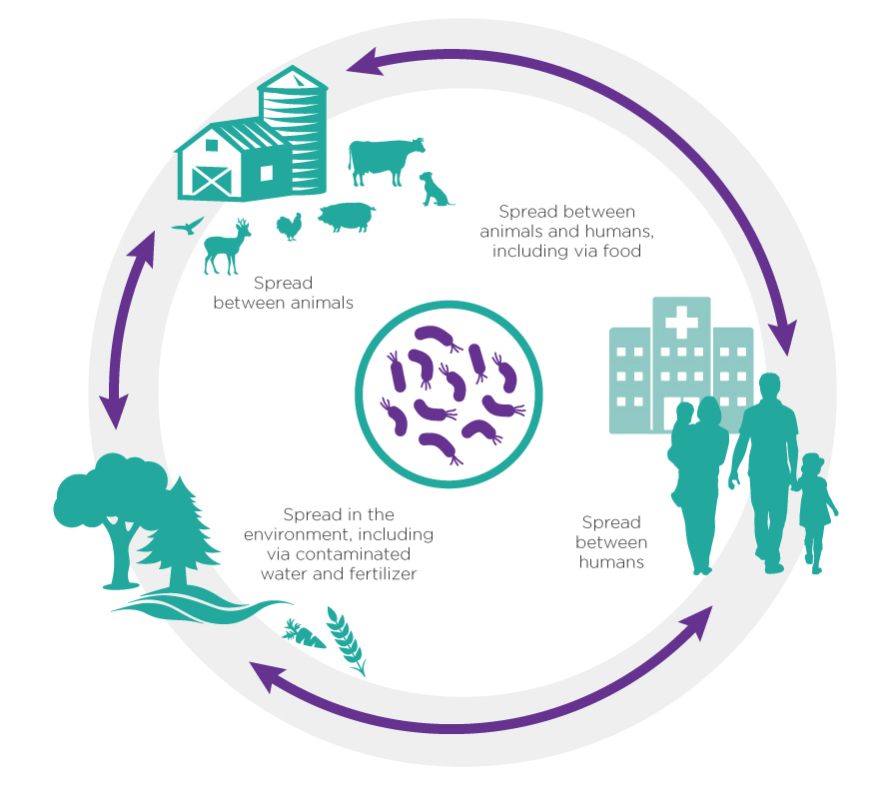 Spread between
animals and humans,
including via food
Spread
between animals
Spread in the
environment, including
via contaminated
water and fertilizer
Spread
between
humans